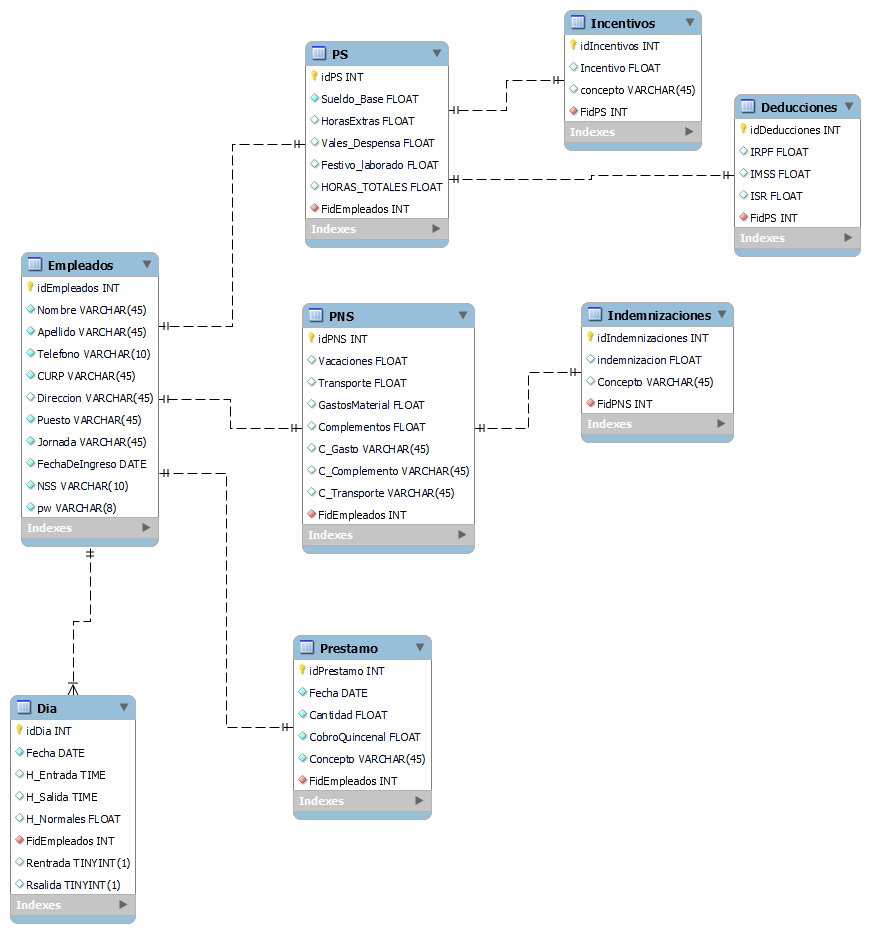 Incentivos
idIncentivos INT
Incentivo FLOAT
concepto VARCHAR(45)
FidPS INT
Indexes
PS
idPS INT
Sueldo_Base FLOAT
HorasExtras FLOAT
Vales_Despensa FLOAT
Festivo_laborado FLOAT
HORAS_TOTALES FLOAT
FidEmpleados INT
Indexes
Deducciones
idDeducciones INT
IRPF FLOAT
IMSS FLOAT
ISR FLOAT
FidPS INT
Indexes
Empleados
idEmpleados INT
Nombre VARCHAR(45)
Apellido VARCHAR(45)
Telefono VARCHAR(10)
CURP VARCHAR(45)
Direccion VARCHAR(45)
Puesto VARCHAR(45)
Jornada VARCHAR(45)
FechaDeIngreso DATE
NSS VARCHAR(10)
pw VARCHAR(8)
Indexes
PNS
idPNS INT
Vacaciones FLOAT
Transporte FLOAT
GastosMaterial FLOAT
Complementos FLOAT
C_Gasto VARCHAR(45)
C_Complemento VARCHAR(45)
C_Transporte VARCHAR(45)
FidEmpleados INT
Indexes
Indemnizaciones
idIndemnizaciones INT
indemnizacion FLOAT
Concepto VARCHAR(45)
FidPNS INT
Indexes
Prestamo
idPrestamo INT
Fecha DATE
Cantidad FLOAT
CobroQuincenal FLOAT
Concepto VARCHAR(45)
FidEmpleados INT
Indexes
Dia
idDia INT
Fecha DATE
H_Entrada TIME
H_Salida TIME
H_Normales FLOAT
FidEmpleados INT
Rentrada TINYINT(1)
Rsalida TINYINT(1)
Indexes